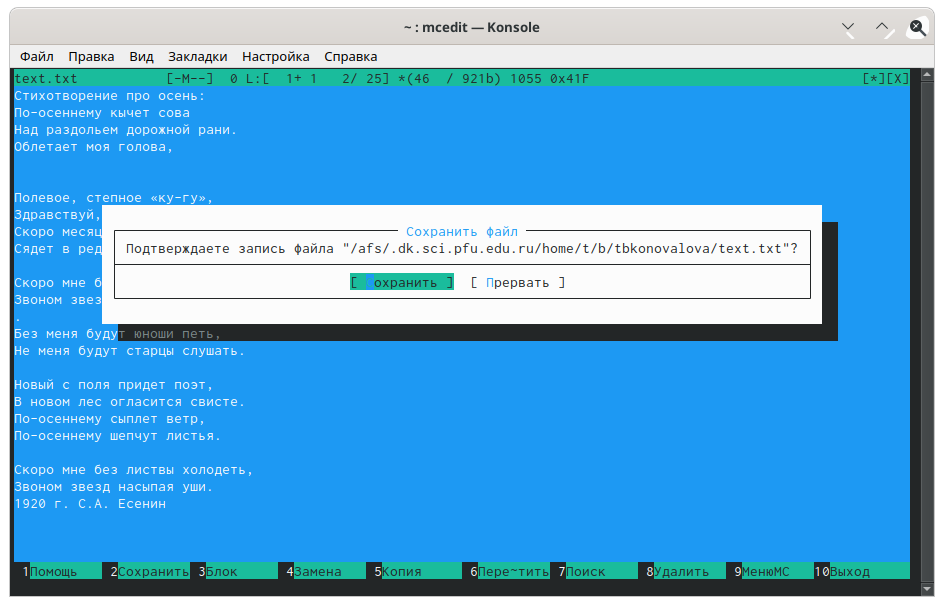 ~ : mcedit — Konsole
Файл Правка Вид Закладки Настройка Справка
text.txt [-M--] 0 L:[ 1+ 1 2/ 25] *(46 / 921b) 1055 0x41F [*][X]
Стихотворение про осень:
По-осеннему кычет сова
Над раздольем дорожной рани.
Облетает моя голова,
Полевое, степное «ку-гу»,
Здравствуй,
Скоро месяц
Сядет в ред
Скоро мне б
Звоном звез
.
Сохранить файл
Подтверждаете запись файла "/afs/.dk.sci.pfu.edu.ru/home/t/b/tbkonovalova/text.txt"?
[ Сохранить ] [ Прервать ]
Без меня будут юноши петь,
Не меня будут старцы слушать.
Новый с поля придет поэт,
В новом лес огласится свисте.
По-осеннему сыплет ветр,
По-осеннему шепчут листья.
Скоро мне без листвы холодеть,
Звоном звезд насыпая уши.
1920 г. С.А. Есенин
1Помощь 2Сохранить 3Блок 4Замена 5Копия 6Пере~тить 7Поиск 8Удалить 9МенюMC 10Выход